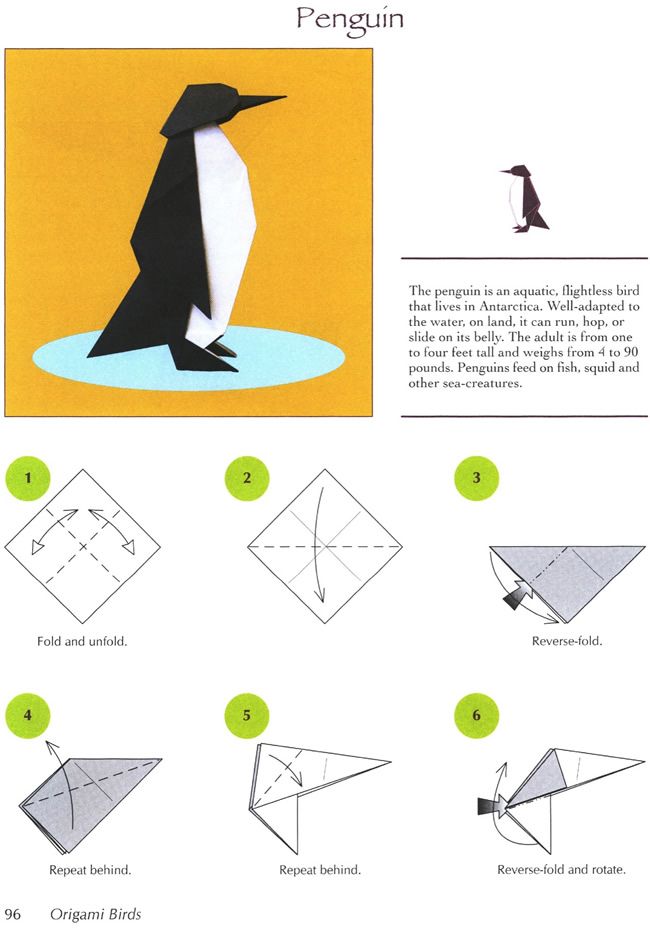 Penguin
The penguin is an aquatic, flightless bird
that lives in Antarctica. Well-adapted to
the water, on land, it can run, hop, or
slide on its belly. The adult is from one
to four feet tall and weighs from 4 to 90
pounds. Penguins feed on fish, squid and
other sea-creatures.
1
2
3
Fold and unfold.
Reverse-fold.
4
5
6
Repeat behind.
Repeat behind.
Reverse-fold and rotate.
96 Origami Birds